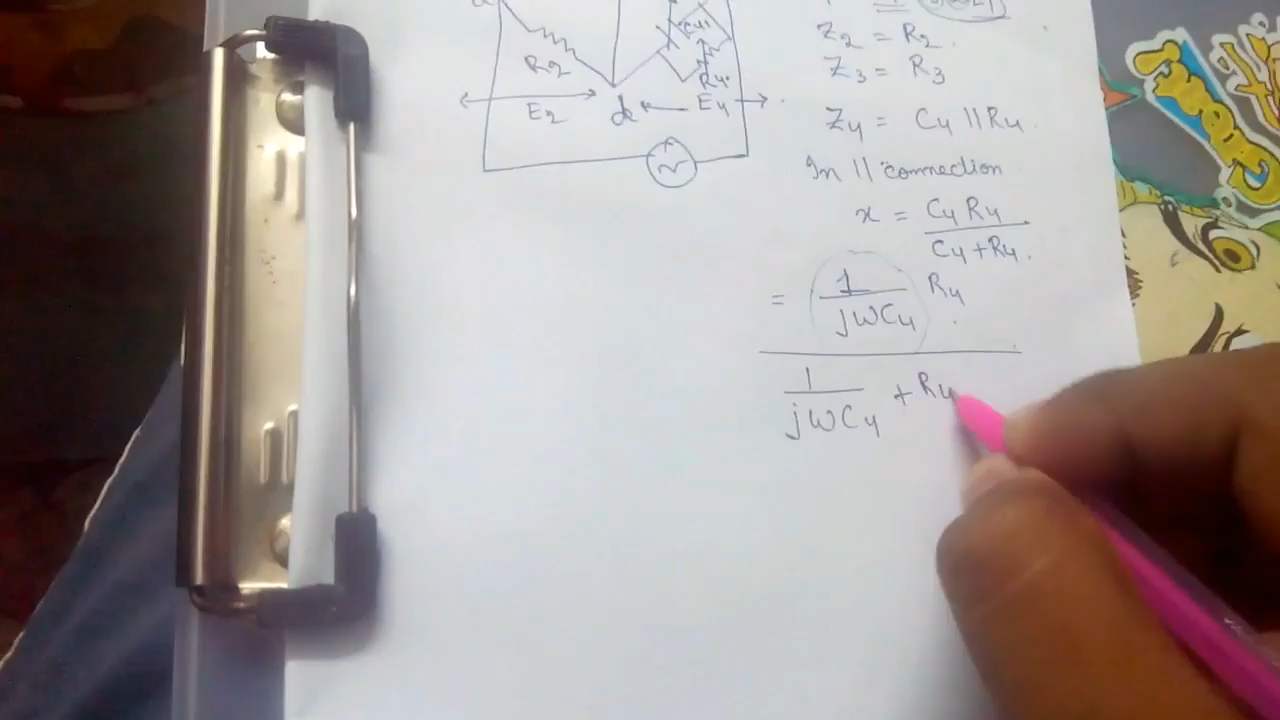 Z2 = R2
R2
C4
Z3 = R3
R4
E2
d
E4
Z4 = C4 || R4.
In || connection
x = C4 R4
C4 + R4.
= 1 R4
jωC4
1 + R4
jωC4